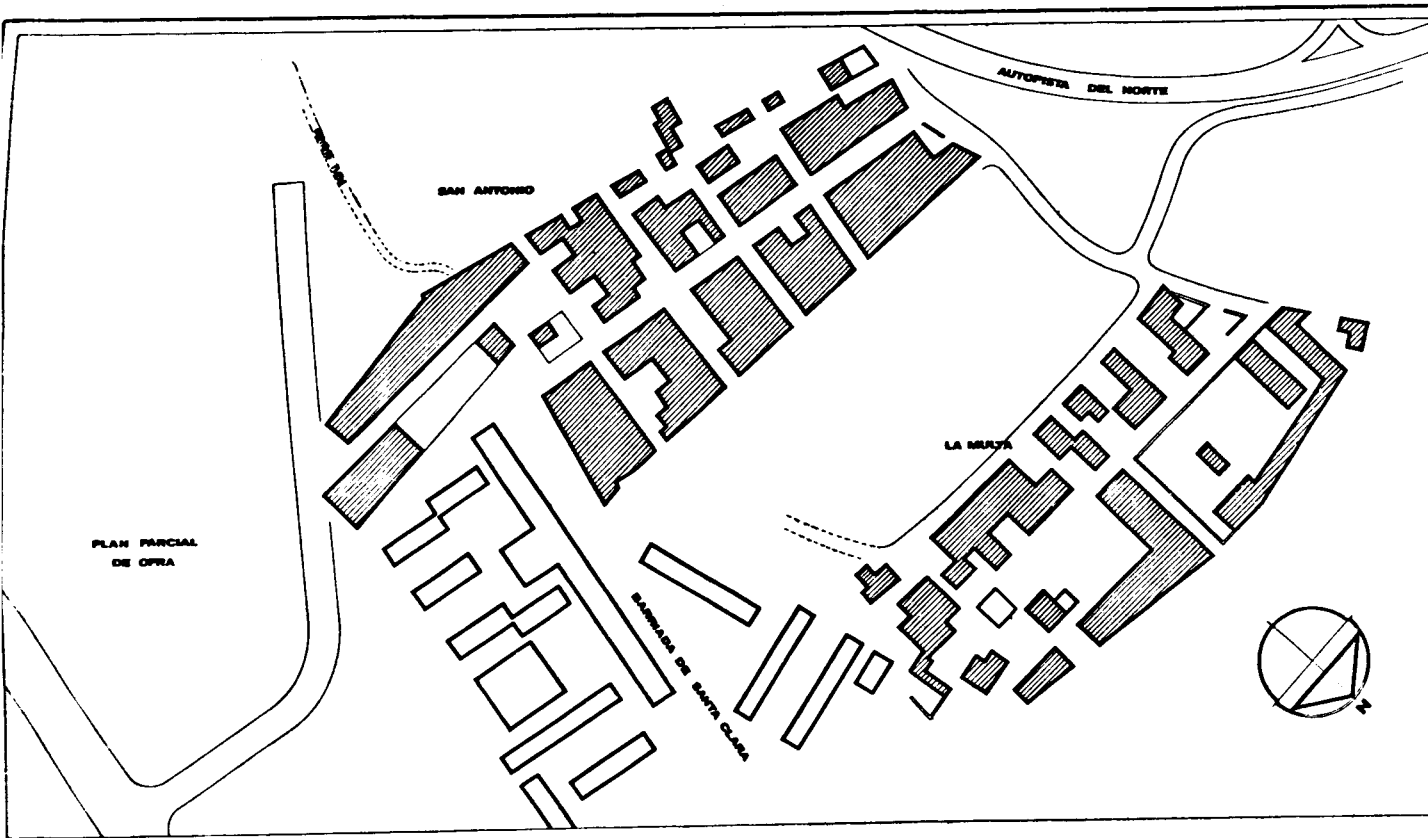 AUTOPISTA DEL NORTE
SAN ANTONIO
LA MULTA
PLAN PARCIAL
DE OFRA
BARRIADA DE SANTA CLARA
N